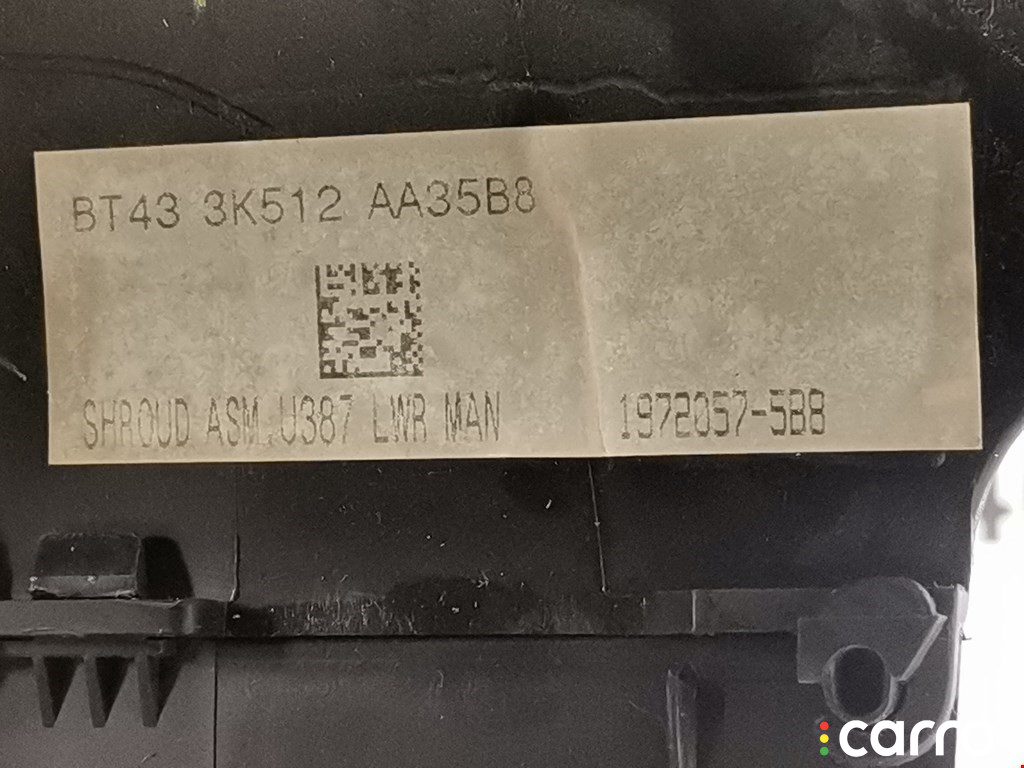 BT43 3K512 AA35B8
SHROUD ASM, U387 LWR MAN 1972057-5B8
carro